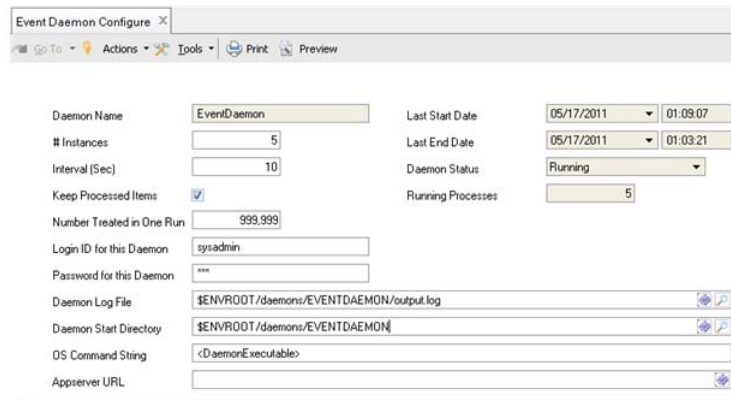 Event Daemon Configure
Go To Actions Tools Print Preview
Daemon Name EventDaemon Last Start Date 05/17/2011 01:09:07
# Instances 5 Last End Date 05/17/2011 01:03:21
Interval (Sec) 10 Daemon Status Running
Keep Processed Items Running Processes 5
Number Treated in One Run 999,999
Login ID for this Daemon sysadmin
Password for this Daemon ***
Daemon Log File $ENVROOT/daemons/EVENTDAEMON/output.log
Daemon Start Directory $ENVROOT/daemons/EVENTDAEMON
OS Command String <DaemonExecutable>
Appserver URL